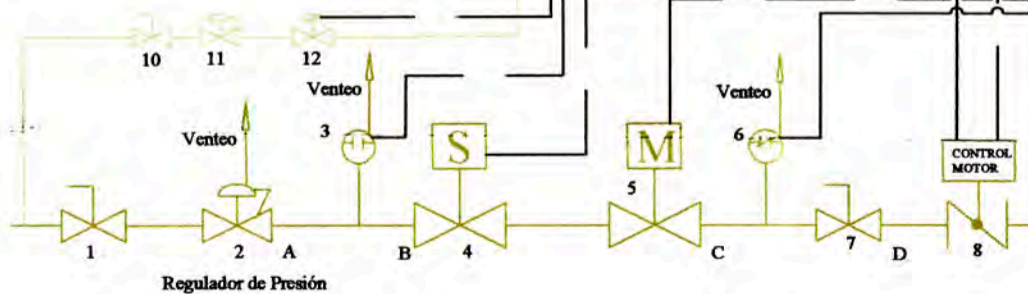 10 11 12
Venteo
3
Venteo
Venteo
6
S
M
CONTROL
MOTOR
5
1 2 A B 4 C 7 D 8
Regulador de Presión